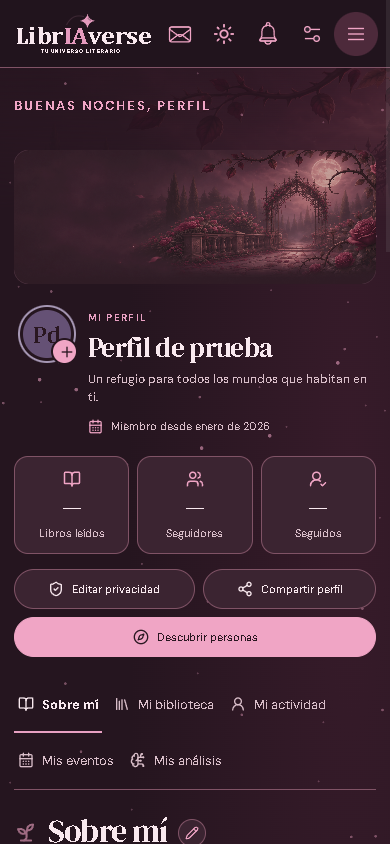 LibrIAverse
TU UNIVERSO LITERARIO
BUENAS NOCHES, PERFIL
Pd
MI PERFIL
Perfil de prueba
Un refugio para todos los mundos que habitan en
ti.
Miembro desde enero de 2026
— — —
Libros leídos Seguidores Seguidos
Editar privacidad Compartir perfil
Descubrir personas
Sobre mí Mi biblioteca Mi actividad
Mis eventos Mis análisis
Sobre mí